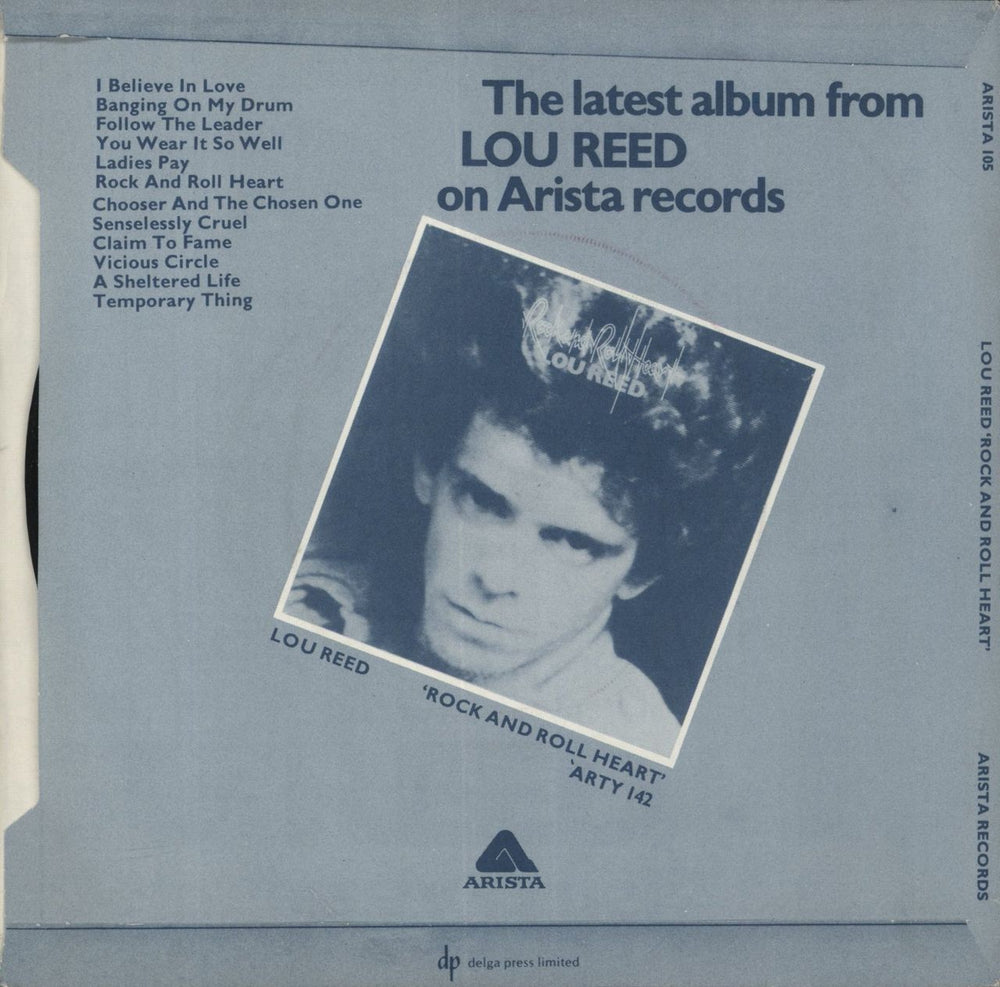 I Believe In Love
Banging On My Drum
Follow The Leader
You Wear It So Well
Ladies Pay
Rock And Roll Heart
Chooser And The Chosen One
Senselessly Cruel
Claim To Fame
Vicious Circle
A Sheltered Life
Temporary Thing
The latest album from
LOU REED
on Arista records
Rock and Roll Heart
LOU REED
LOU REED
'ROCK AND ROLL HEART'
'ARTY 142
ARISTA
dp delga press limited
ARISTA 105
LOU REED 'ROCK AND ROLL HEART'
ARISTA RECORDS